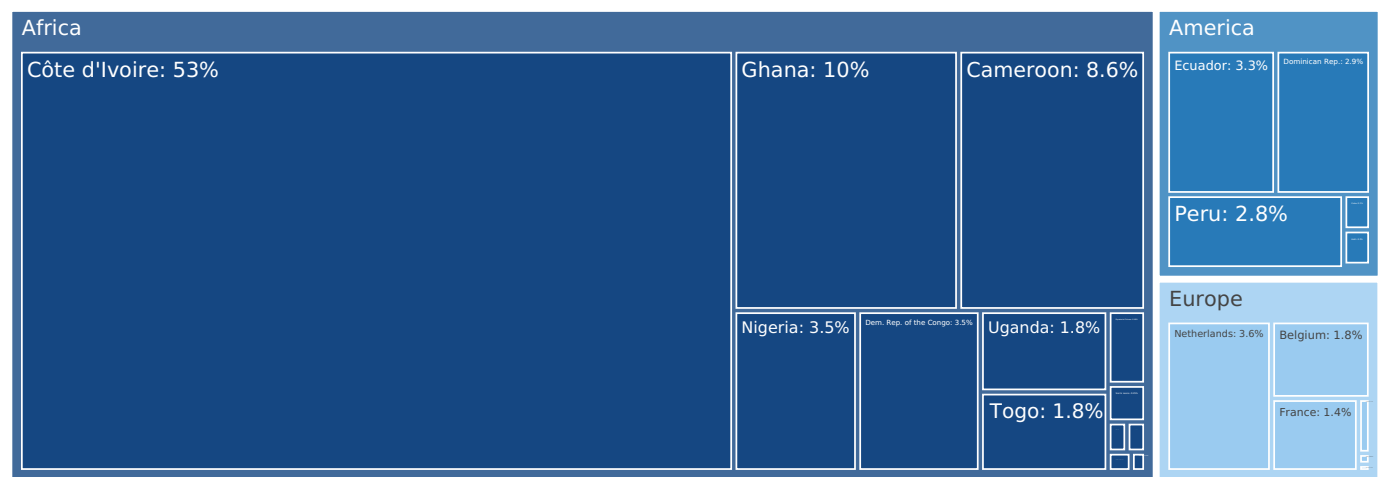 Africa
Côte d'Ivoire: 53%
Ghana: 10%
Cameroon: 8.6%
Nigeria: 3.5%
Dem. Rep. of the Congo: 3.5%
Uganda: 1.8%
Togo: 1.8%
America
Ecuador: 3.3%
Dominican Rep.: 2.9%
Peru: 2.8%
Europe
Netherlands: 3.6%
Belgium: 1.8%
France: 1.4%